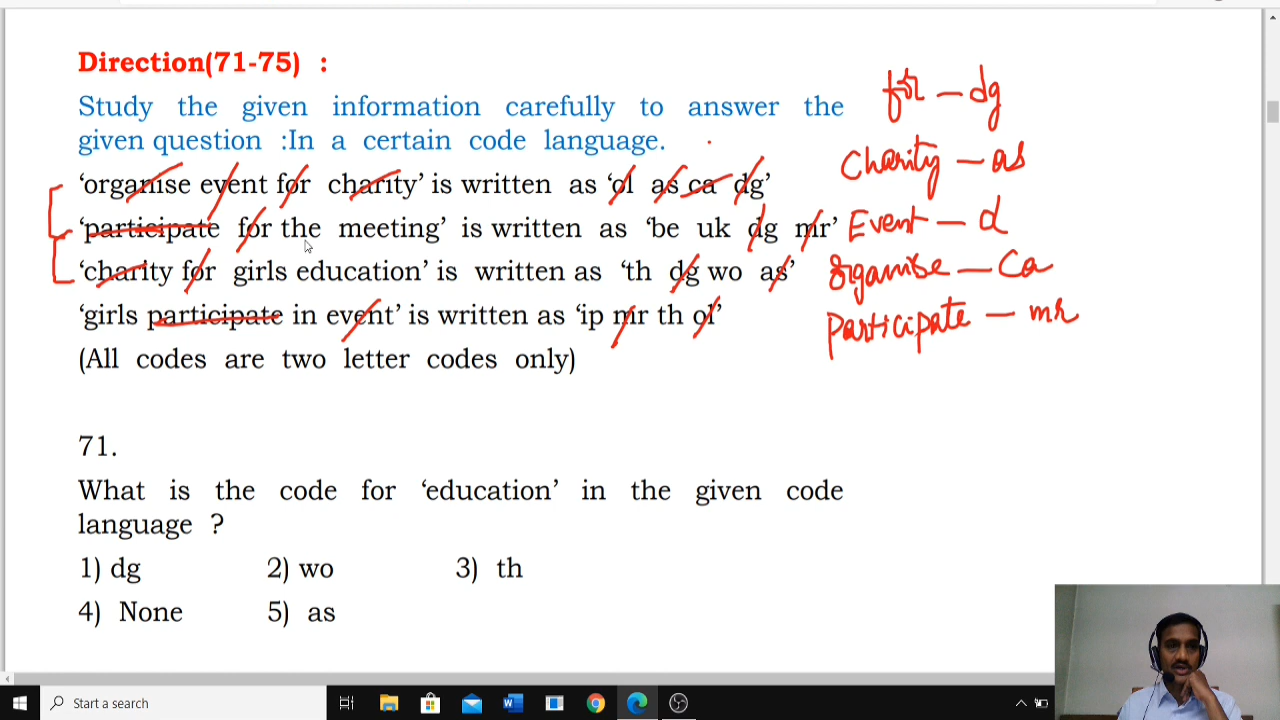 Direction(71-75) :
Study the given information carefully to answer the
given question :In a certain code language.
‘organise event for charity’ is written as ‘ol as ca dg’
‘participate for the meeting’ is written as ‘be uk dg mr’
‘charity for girls education’ is written as ‘th dg wo as’
‘girls participate in event’ is written as ‘ip mr th ol’
(All codes are two letter codes only)
for – dg
Charity – as
Event – ol
Organise – Ca
Participate – mr
71.
What is the code for ‘education’ in the given code
language ?
1) dg 2) wo 3) th
4) None 5) as
Start a search